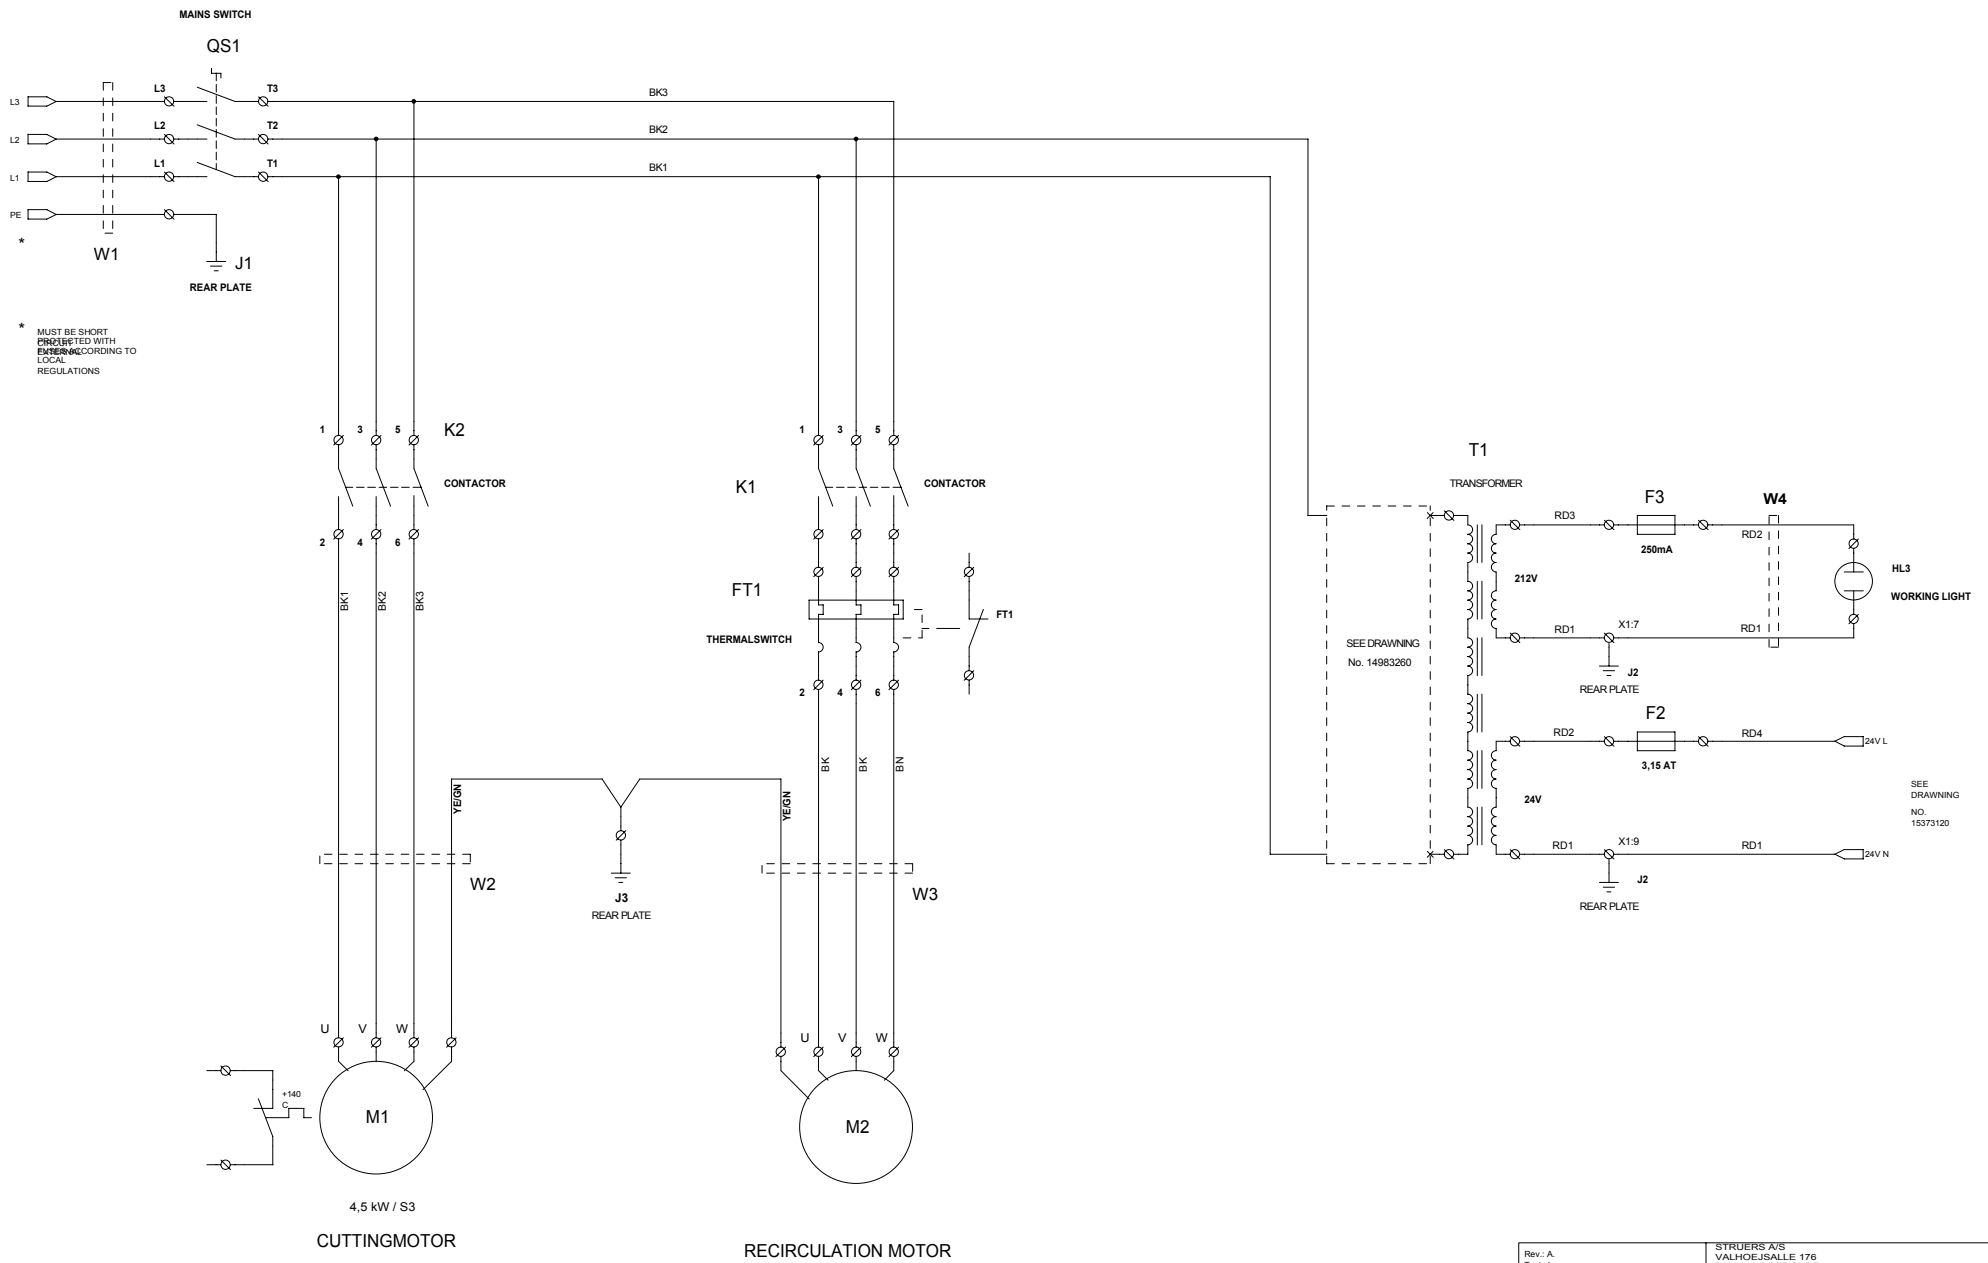 MAINS SWITCH
QS1
L3
L3
T3
BK3
L2
L2
T2
BK2
L1
L1
T1
BK1
PE
*
W1
J1
REAR PLATE
*
MUST BE SHORT
PROTECTED WITH
LOCAL
REGULATIONS
1
3
5
K2
CONTACTOR
2
4
6
BK1
BK2
BK3
1
3
5
K1
CONTACTOR
FT1
THERMALSWITCH
FT1
2
4
6
BK
BK
BN
YE/GN
YE/GN
W2
J3
REAR PLATE
W3
U
V
W
+140
C
M1
4,5 kW / S3
CUTTINGMOTOR
U
V
W
M2
RECIRCULATION MOTOR
SEE DRAWNING
No. 14983260
T1
TRANSFORMER
212V
RD3
F3
250mA
W4
RD2
HL3
WORKING LIGHT
RD1
X1:7
RD1
J2
REAR PLATE
24V
RD2
F2
3,15 AT
RD4
24V L
SEE
DRAWNING
NO.
15373120
RD1
X1:9
RD1
24V N
J2
REAR PLATE
Rev.: A.
STRUERS A/S
VALHOEJSALLE 176